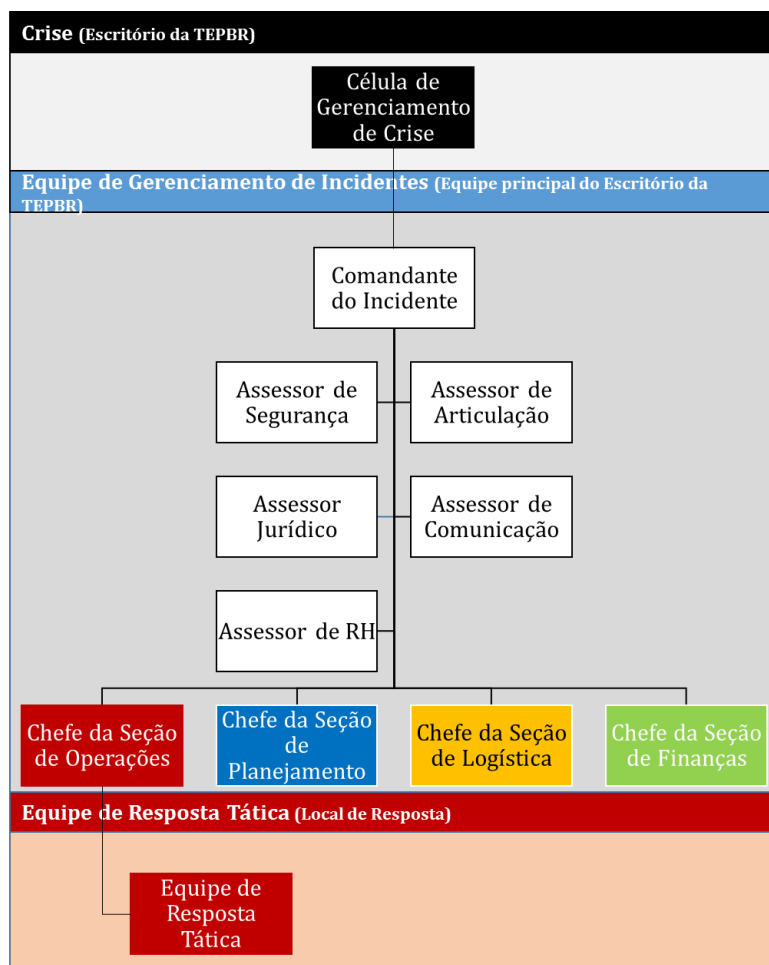 Crise (Escritório da TEPBR)
Célula de
Gerenciamento
de Crise
Equipe de Gerenciamento de Incidentes (Equipe principal do Escritório da
TEPBR)
Comandante
do Incidente
Assessor de
Segurança
Assessor de
Articulação
Assessor
Jurídico
Assessor de
Comunicação
Assessor de RH
Chefe da Seção
de Operações
Chefe da Seção
de
Planejamento
Chefe da Seção
de Logística
Chefe da Seção
de Finanças
Equipe de Resposta Tática (Local de Resposta)
Equipe de
Resposta
Tática